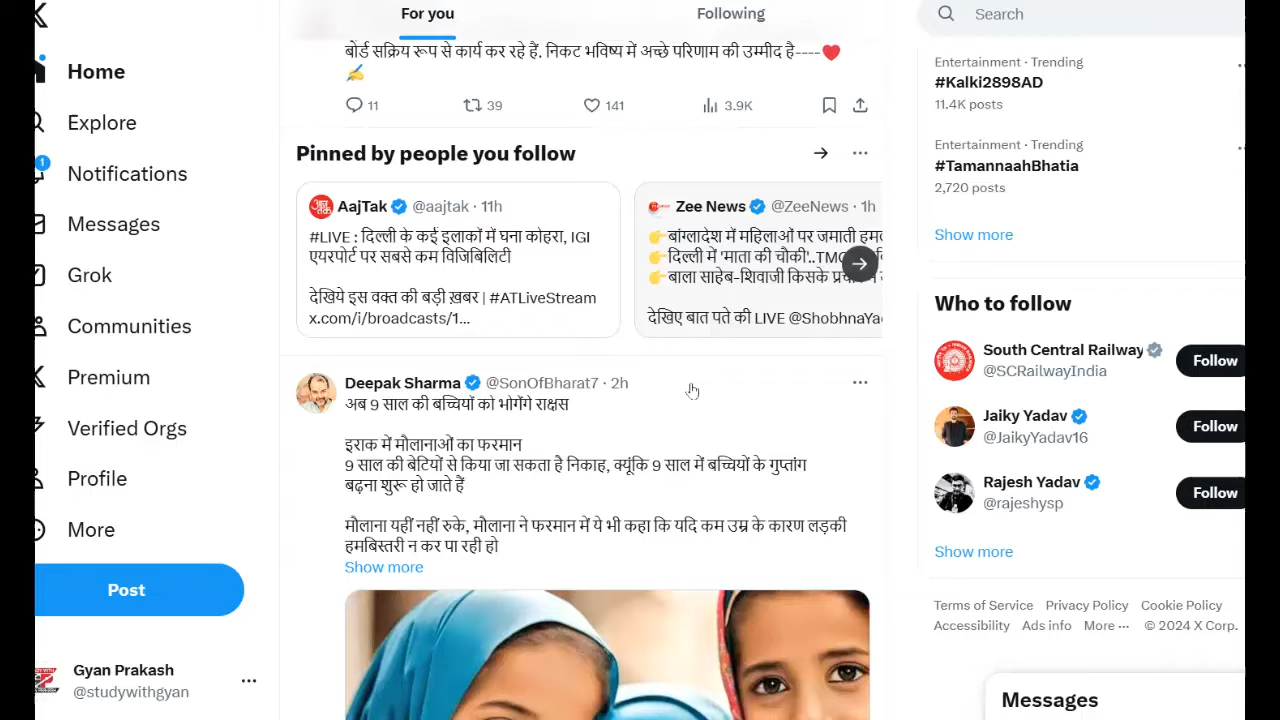 Home
Explore
1
Notifications
Messages
Grok
Communities
Premium
Verified Orgs
Profile
More
Post
Gyan Prakash
@studywithgyan
For you
Following
बोर्ड सक्रिय रूप से कार्य कर रहे हैं. निकट भविष्य में अच्छे परिणाम की उम्मीद है----❤️
✍️
11
39
141
3.9K
Pinned by people you follow
AajTak @aajtak · 11h
#LIVE : दिल्ली के कई इलाकों में घना कोहरा, IGI
एयरपोर्ट पर सबसे कम विजिबिलिटी
देखिये इस वक्त की बड़ी ख़बर | #ATLiveStream
x.com/i/broadcasts/1...
Zee News @ZeeNews · 1h
👉बांग्लादेश में महिलाओं पर जमाती
👉दिल्ली में 'माता की चौकी'..
👉बाला साहेब-शिवाजी किसके
देखिए बात पते की LIVE
Deepak Sharma @SonOfBharat7 · 2h
अब 9 साल की बच्चियों को भोगेंगे राक्षस
इराक में मौलानाओं का फरमान
9 साल की बेटियों से किया जा सकता है निकाह, क्यूंकि 9 साल में बच्चियों के गुप्तांग
बढ़ना शुरू हो जाते हैं
मौलाना यहीं नहीं रुके, मौलाना ने फरमान में ये भी कहा कि यदि कम उम्र के कारण लड़की
हमबिस्तरी न कर पा रही हो
Show more
Search
Entertainment · Trending
#Kalki2898AD
11.4K posts
Entertainment · Trending
#TamannaahBhatia
2,720 posts
Show more
Who to follow
South Central Railway
@SCRailwayIndia
Follow
Jaiky Yadav
@JaikyYadav16
Follow
Rajesh Yadav
@rajeshysp
Follow
Show more
Terms of Service Privacy Policy Cookie Policy
Accessibility Ads info More ··· © 2024 X Corp.
Messages